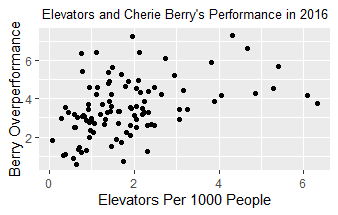 Elevators and Cherie Berry's Performance in 2016
Berry Overperformance
6
4
2
0 2 4 6
Elevators Per 1000 People